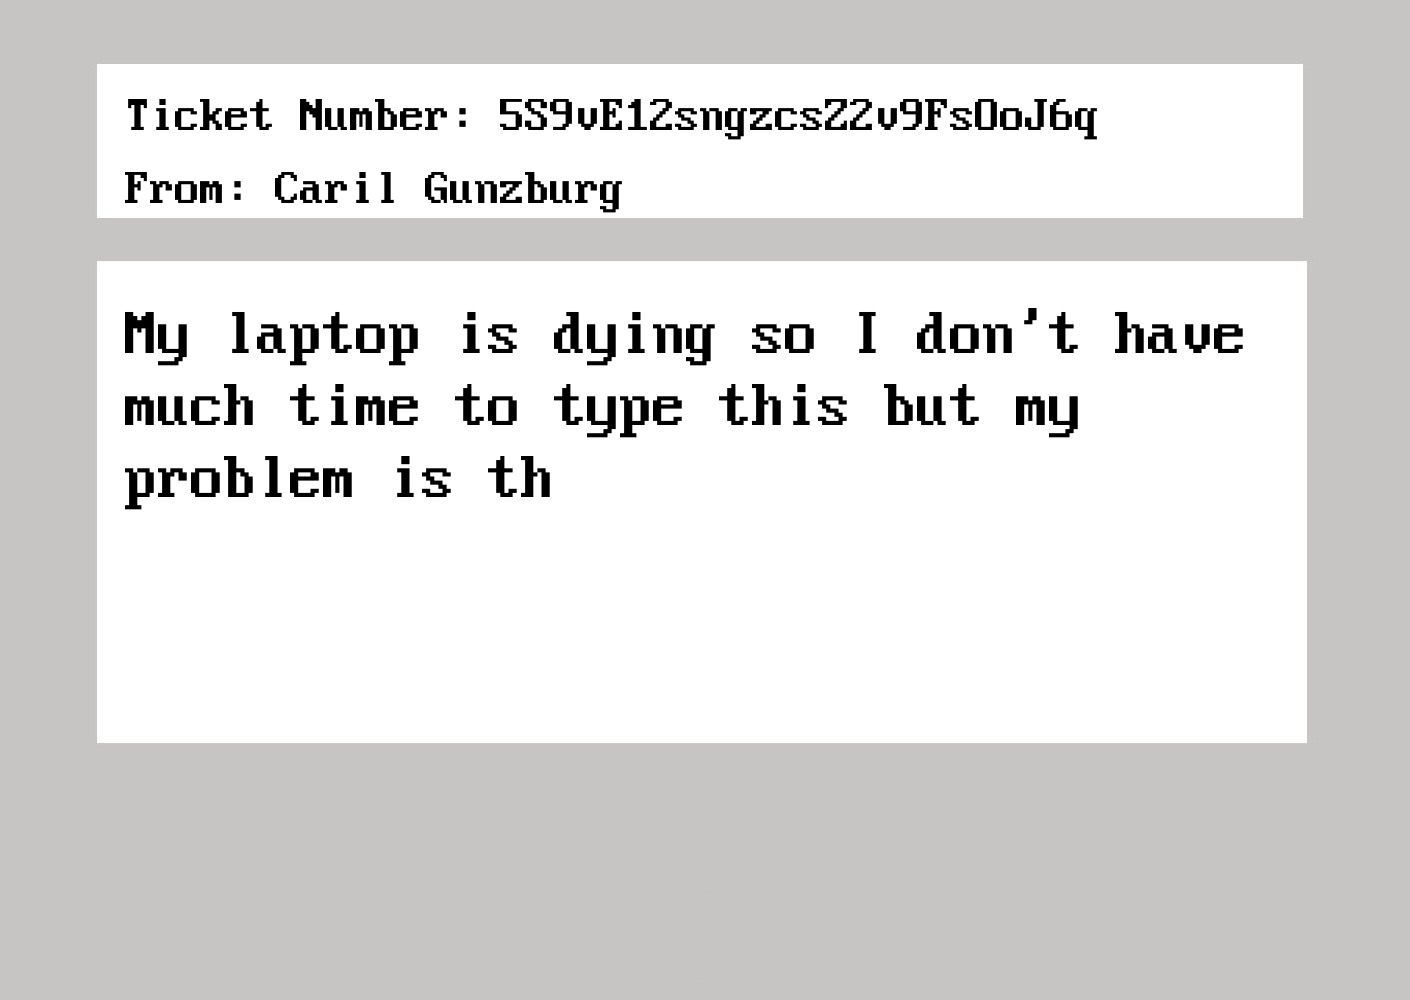 Ticket Number: 5S9vE12sngzcsZ2v9FsOoJ6q
From: Caril Gunzburg
My laptop is dying so I don't have
much time to type this but my
problem is th